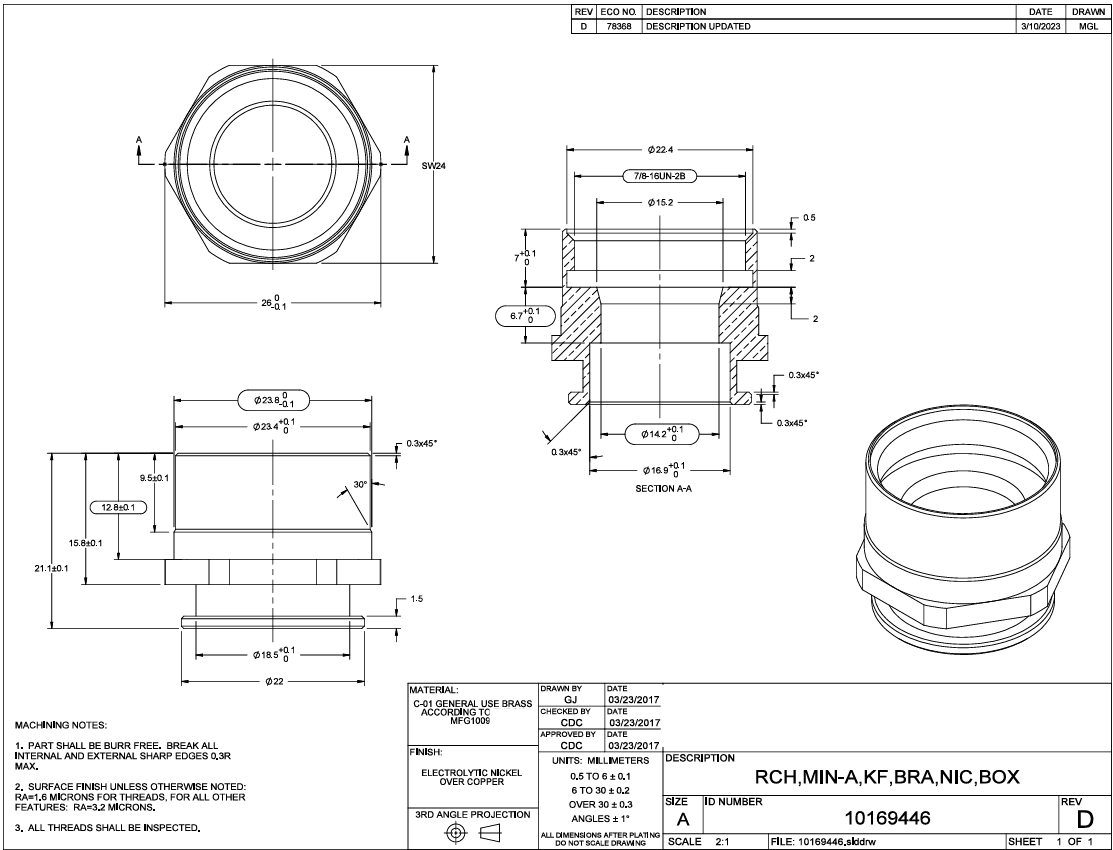 REV ECO NO. DESCRIPTION DATE DRAWN
D 78368 DESCRIPTION UPDATED 3/10/2023 MGL
A A
SW24
26 0 -0.1
Ø22.4
7/8-16UN-2B
Ø15.2
0.5
7 +0.1 0
2
6.7 +0.1 0
2
0.3x45°
0.3x45°
Ø14.2 +0.1 0
0.3x45°
Ø16.9 +0.1 0
SECTION A-A
Ø23.8 0 -0.1
Ø23.4 +0.1 0
0.3x45°
9.5±0.1
30°
12.8±0.1
15.8±0.1
21.1±0.1
1.5
Ø18.5 +0.1 0
Ø22
MACHINING NOTES:
1. PART SHALL BE BURR FREE. BREAK ALL
INTERNAL AND EXTERNAL SHARP EDGES 0.3R
MAX.
2. SURFACE FINISH UNLESS OTHERWISE NOTED:
RA=1.6 MICRONS FOR THREADS, FOR ALL OTHER
FEATURES: RA=3.2 MICRONS.
3. ALL THREADS SHALL BE INSPECTED.
MATERIAL:
C-01 GENERAL USE BRASS
ACCORDING TO
MFG1009
FINISH:
ELECTROLYTIC NICKEL
OVER COPPER
3RD ANGLE PROJECTION
DRAWN BY DATE
GJ 03/23/2017
CHECKED BY DATE
CDC 03/23/2017
APPROVED BY DATE
CDC 03/23/2017
UNITS: MILLIMETERS
0.5 TO 6 ± 0.1
6 TO 30 ± 0.2
OVER 30 ± 0.3
ANGLES ± 1°
ALL DIMENSIONS AFTER PLATING
DO NOT SCALE DRAWING
DESCRIPTION
RCH,MIN-A,KF,BRA,NIC,BOX
SIZE ID NUMBER REV
A 10169446 D
SCALE 2:1 FILE: 10169446.slddrw SHEET 1 OF 1